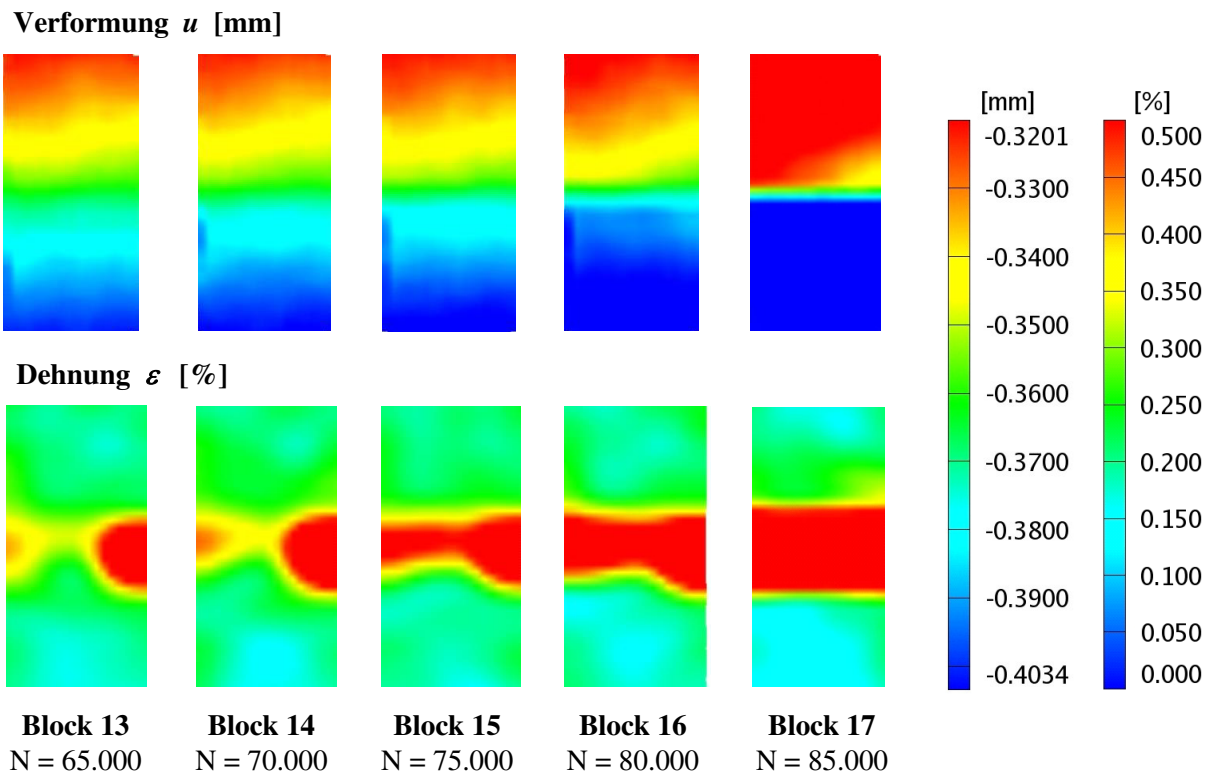 Verformung u [mm]
[mm]
-0.3201
-0.3300
-0.3400
-0.3500
-0.3600
-0.3700
-0.3800
-0.3900
-0.4034
[%]
0.500
0.450
0.400
0.350
0.300
0.250
0.200
0.150
0.100
0.050
0.000
Dehnung ε [%]
Block 13
N = 65.000
Block 14
N = 70.000
Block 15
N = 75.000
Block 16
N = 80.000
Block 17
N = 85.000